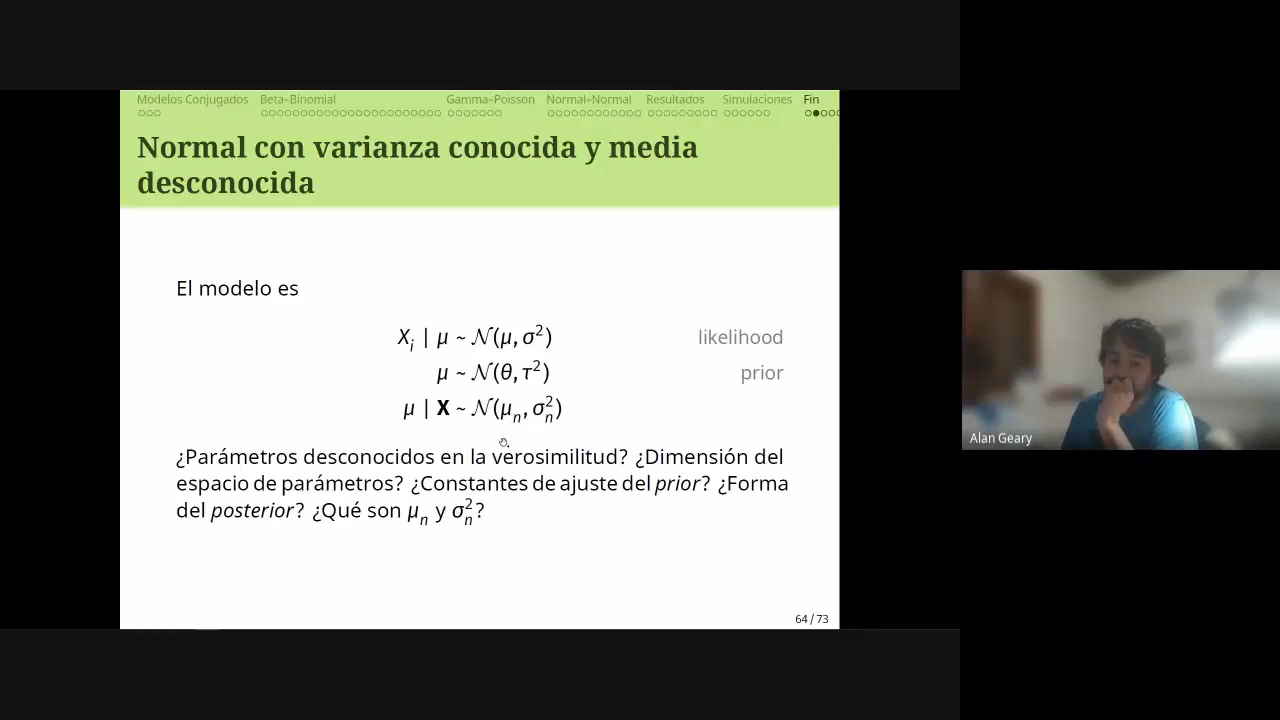 Modelos Conjugados Beta–Binomial Gamma–Poisson Normal–Normal Resultados Simulaciones Fin
Normal con varianza conocida y media
desconocida
El modelo es
Xᵢ | μ ~ 𝒩(μ, σ²) likelihood
μ ~ 𝒩(θ, τ²) prior
μ | X ~ 𝒩(μₙ, σₙ²)
¿Parámetros desconocidos en la verosimilitud? ¿Dimensión del
espacio de parámetros? ¿Constantes de ajuste del prior? ¿Forma
del posterior? ¿Qué son μₙ y σₙ²?
64 / 73
Alan Geary